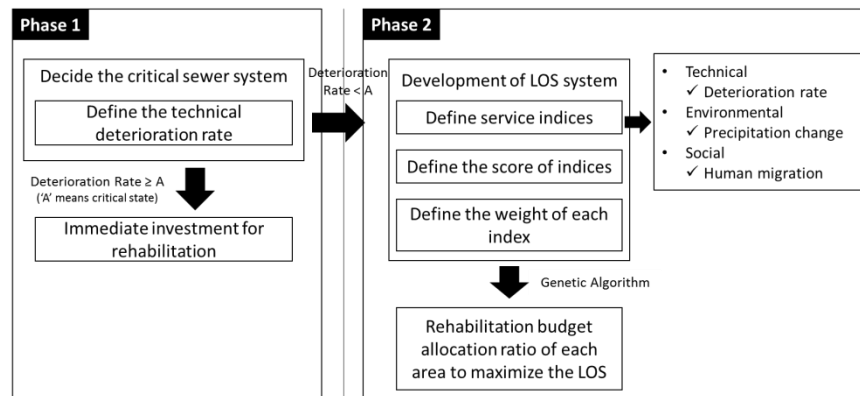 Phase 1
Decide the critical sewer system
Define the technical
deterioration rate
Deterioration Rate ≥ A
('A' means critical state)
Immediate investment for
rehabilitation
Deterioration
Rate < A
Phase 2
Development of LOS system
Define service indices
Define the score of indices
Define the weight of each
index
Genetic Algorithm
Rehabilitation budget
allocation ratio of each
area to maximize the LOS
• Technical
✓ Deterioration rate
• Environmental
✓ Precipitation change
• Social
✓ Human migration